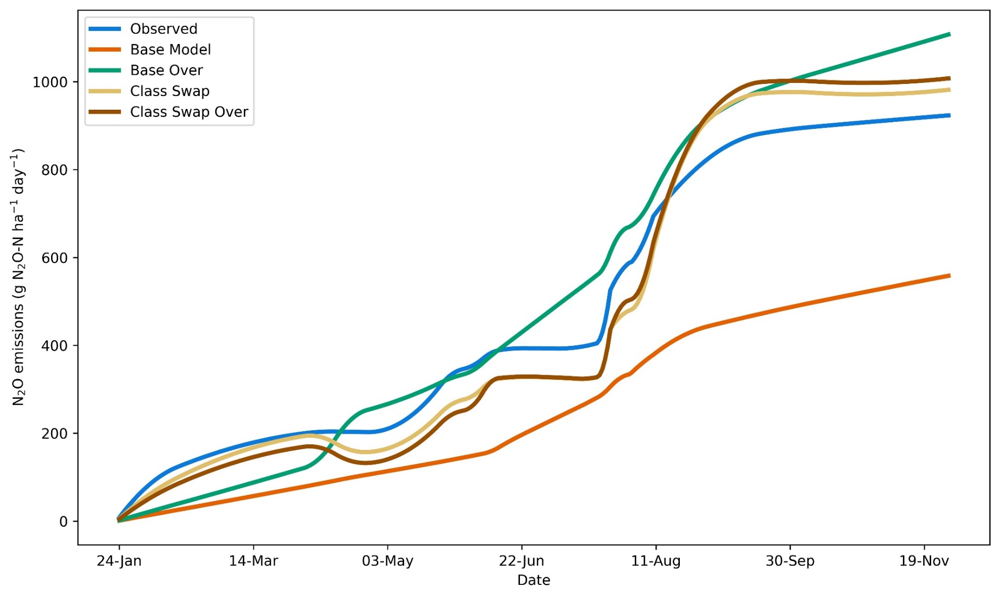 Observed
Base Model
Base Over
Class Swap
Class Swap Over
N₂O emissions (g N₂O-N ha⁻¹ day⁻¹)
1000
800
600
400
200
0
24-Jan 14-Mar 03-May 22-Jun 11-Aug 30-Sep 19-Nov
Date